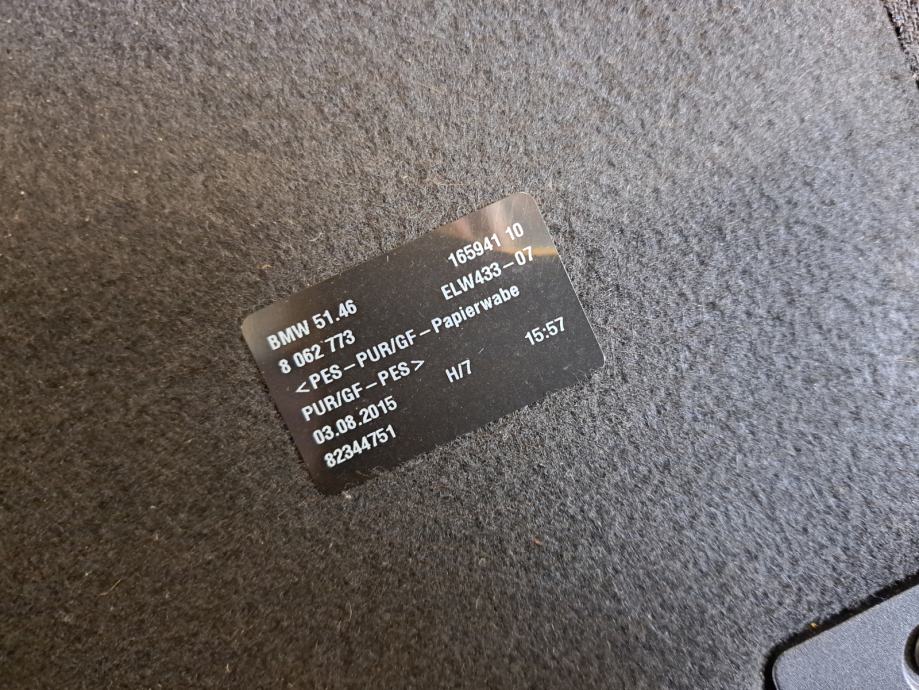 BMW 51.46 165941 10
8 062 773 ELW433-07
<PES-PUR/GF-Papierwabe
PUR/GF-PES>
03.08.2015 H/7 15:57
82344751